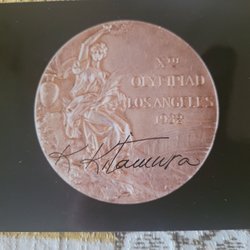 Xᵀᴴ
OLYMPIAD
LOS ANGELES
1932
K. Kitamura